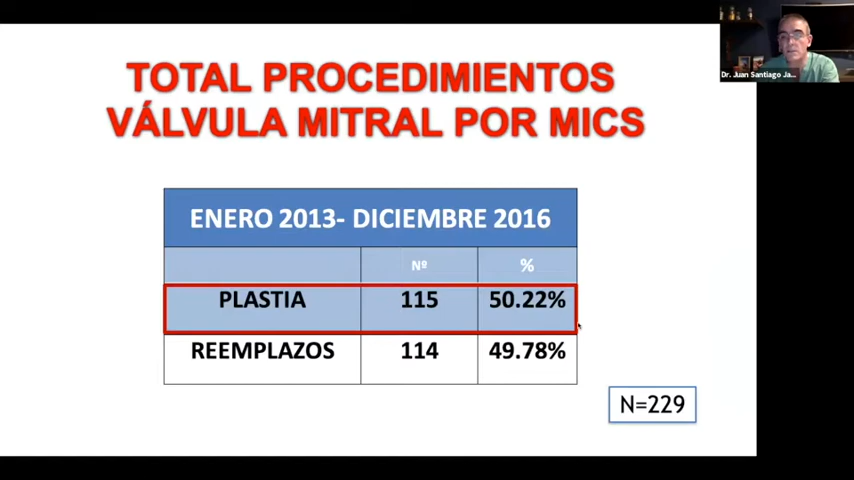 TOTAL PROCEDIMIENTOS
VÁLVULA MITRAL POR MICS
Dr. Juan Santiago Ja...
ENERO 2013- DICIEMBRE 2016
Nº %
PLASTIA 115 50.22%
REEMPLAZOS 114 49.78%
N=229